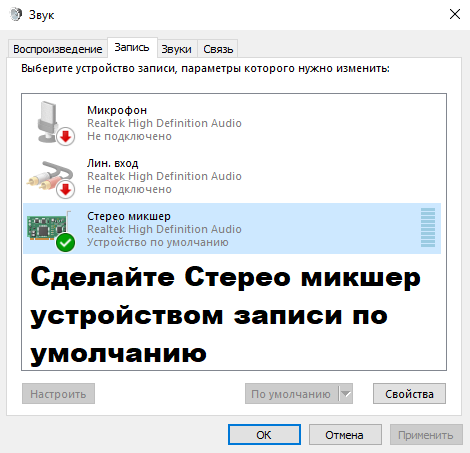 Звук
Воспроизведение Запись Звуки Связь
Выберите устройство записи, параметры которого нужно изменить:
Микрофон
Realtek High Definition Audio
Не подключено
Лин. вход
Realtek High Definition Audio
Не подключено
Стерео микшер
Realtek High Definition Audio
Устройство по умолчанию
Сделайте Стерео микшер
устройством записи по
умолчанию
Настроить По умолчанию Свойства
ОК Отмена Применить